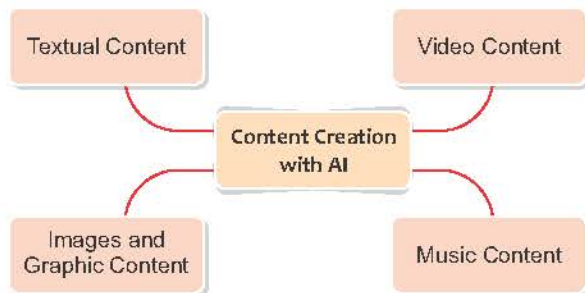 Textual Content
Video Content
Content Creation
with AI
Images and
Graphic Content
Music Content